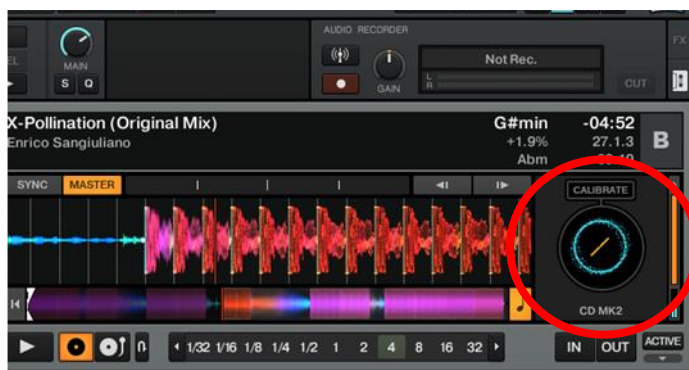 AUDIO RECORDER
FX
EL
MAIN
Not Rec.
L
R
S Q
GAIN
CUT
X-Pollination (Original Mix)
G#min
-04:52
B
Enrico Sangiuliano
+1.9%
27.1.3
Abm
SYNC MASTER
CALIBRATE
CD MK2
1/32 1/16 1/8 1/4 1/2 1 2 4 8 16 32
IN OUT
ACTIVE